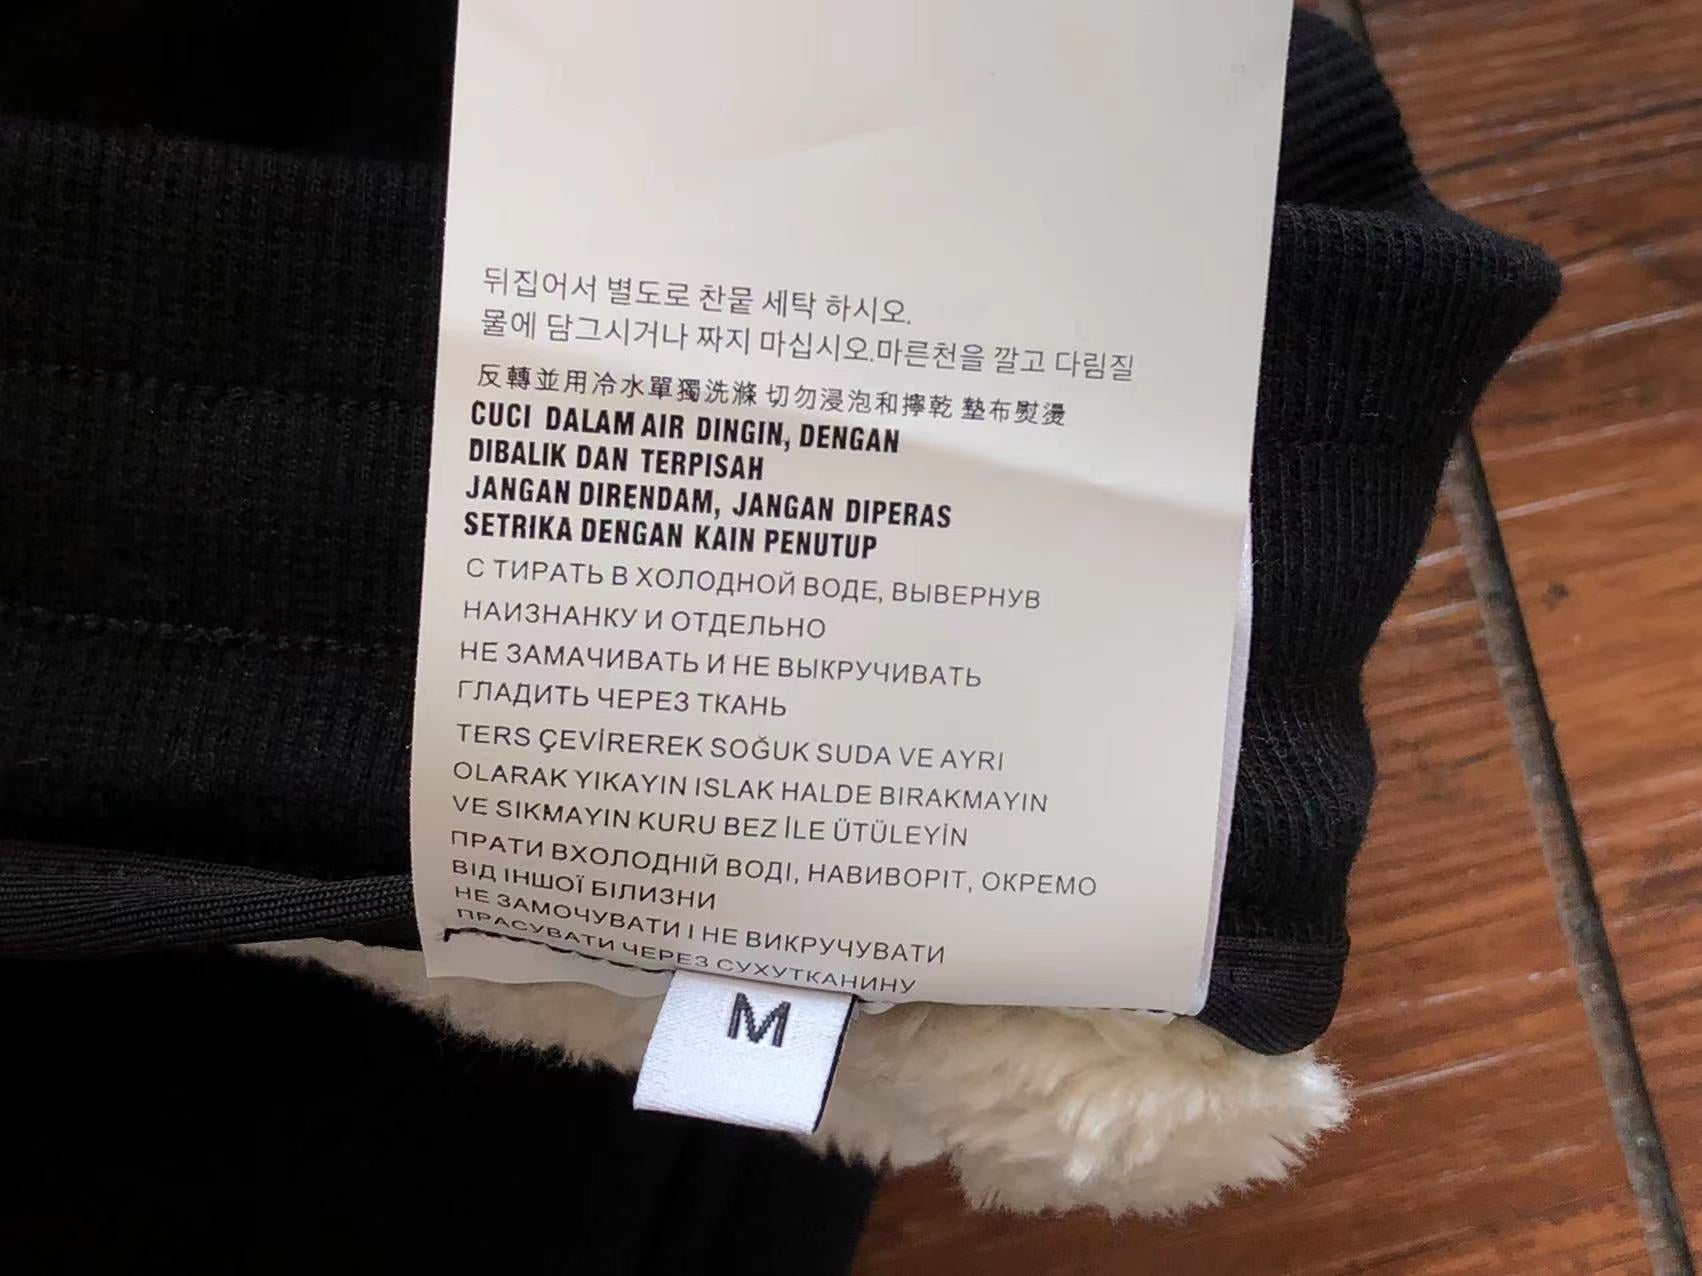 뒤집어서 별도로 찬뭍 세탁 하시오.
물에 담그시거나 짜지 마십시오.마른천을 깔고 다림질
反轉並用冷水單獨洗滌 切勿浸泡和擰乾 墊布熨燙
CUCI DALAM AIR DINGIN, DENGAN
DIBALIK DAN TERPISAH
JANGAN DIRENDAM, JANGAN DIPERAS
SETRIKA DENGAN KAIN PENUTUP
С ТИРАТЬ В ХОЛОДНОЙ ВОДЕ, ВЫВЕРНУВ
НАИЗНАНКУ И ОТДЕЛЬНО
НЕ ЗАМАЧИВАТЬ И НЕ ВЫКРУЧИВАТЬ
ГЛАДИТЬ ЧЕРЕЗ ТКАНЬ
TERS ÇEVİREREK SOĞUK SUDA VE AYRI
OLARAK YIKAYIN ISLAK HALDE BIRAKMAYIN
VE SIKMAYIN KURU BEZ İLE ÜTÜLEYİN
ПРАТИ ВХОЛОДНІЙ ВОДІ, НАВИВОРІТ, ОКРЕМО
ВІД ІНШОЇ БІЛИЗНИ
НЕ ЗАМОЧУВАТИ І НЕ ВИКРУЧУВАТИ
ПРАСУВАТИ ЧЕРЕЗ СУХУТКАНИНУ
M